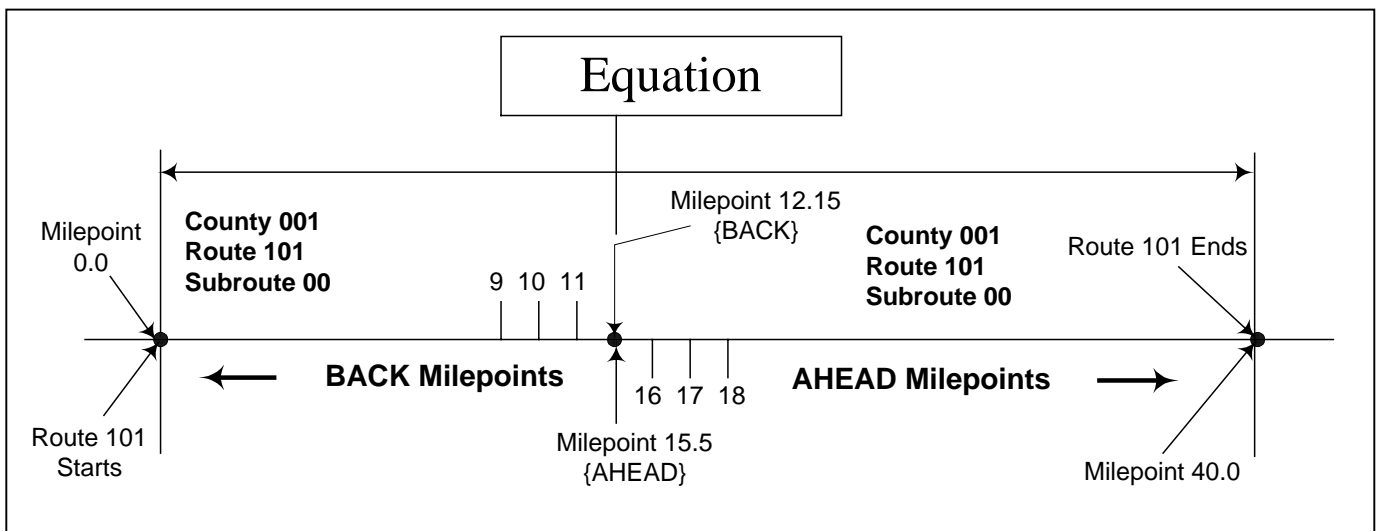 Equation
Milepoint 12.15
{BACK}
County 001
Route 101
Subroute 00
County 001
Route 101
Subroute 00
Milepoint
0.0
Route 101 Ends
9 10 11
BACK Milepoints
AHEAD Milepoints
16 17 18
Route 101
Starts
Milepoint 15.5
{AHEAD}
Milepoint 40.0